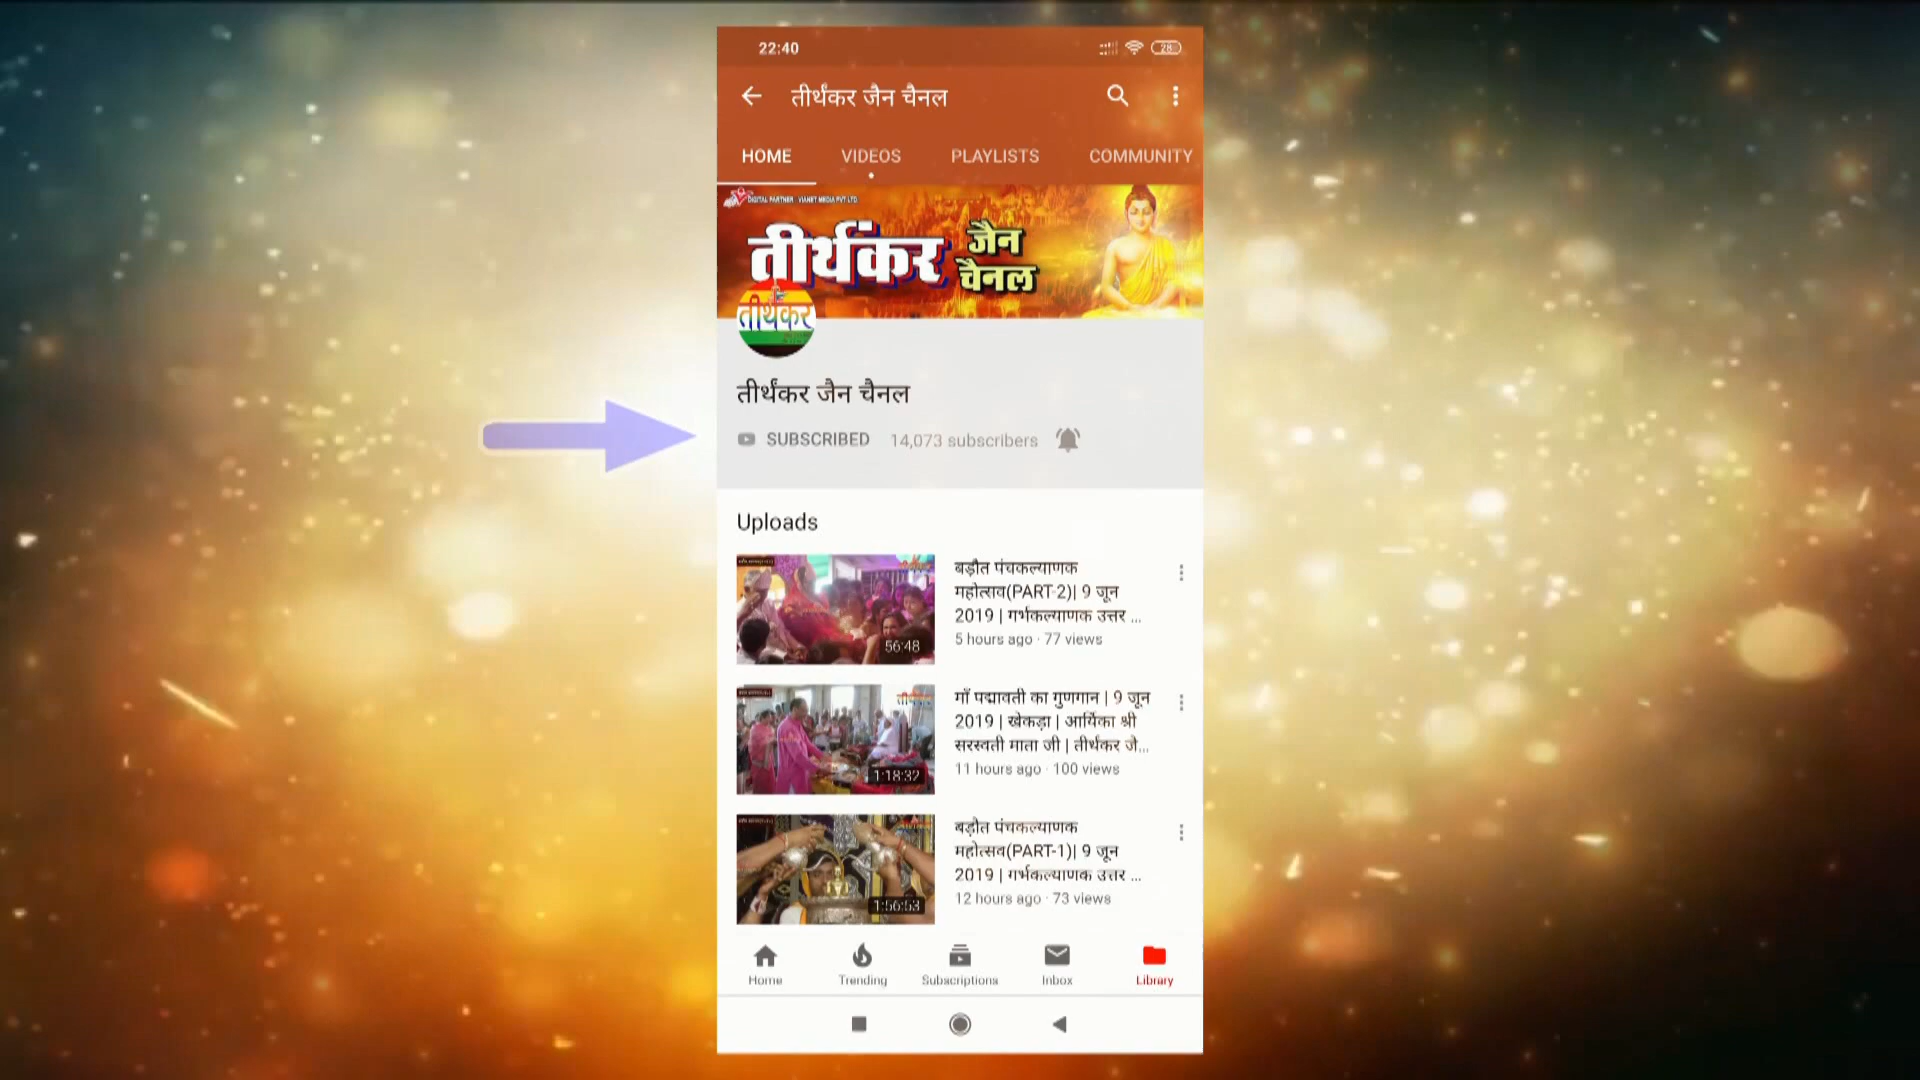 22:40
28
तीर्थंकर जैन चैनल
HOME VIDEOS PLAYLISTS COMMUNITY
DIGITAL PARTNER VIANET MEDIA PVT LTD
तीर्थंकर जैन चैनल
तीर्थंकर
तीर्थंकर जैन चैनल
SUBSCRIBED 14,073 subscribers
Uploads
बड़ौत पंचकल्याणक
महोत्सव(PART-2)| 9 जून
2019 | गर्भकल्याणक उत्तर ...
5 hours ago · 77 views
56:48
माँ पद्मावती का गुणगान | 9 जून
2019 | खेकड़ा | आर्यिका श्री
सरस्वती माता जी | तीर्थंकर जै...
11 hours ago · 100 views
1:18:32
बड़ौत पंचकल्याणक
महोत्सव(PART-1)| 9 जून
2019 | गर्भकल्याणक उत्तर ...
12 hours ago · 73 views
1:56:53
Home Trending Subscriptions Inbox Library